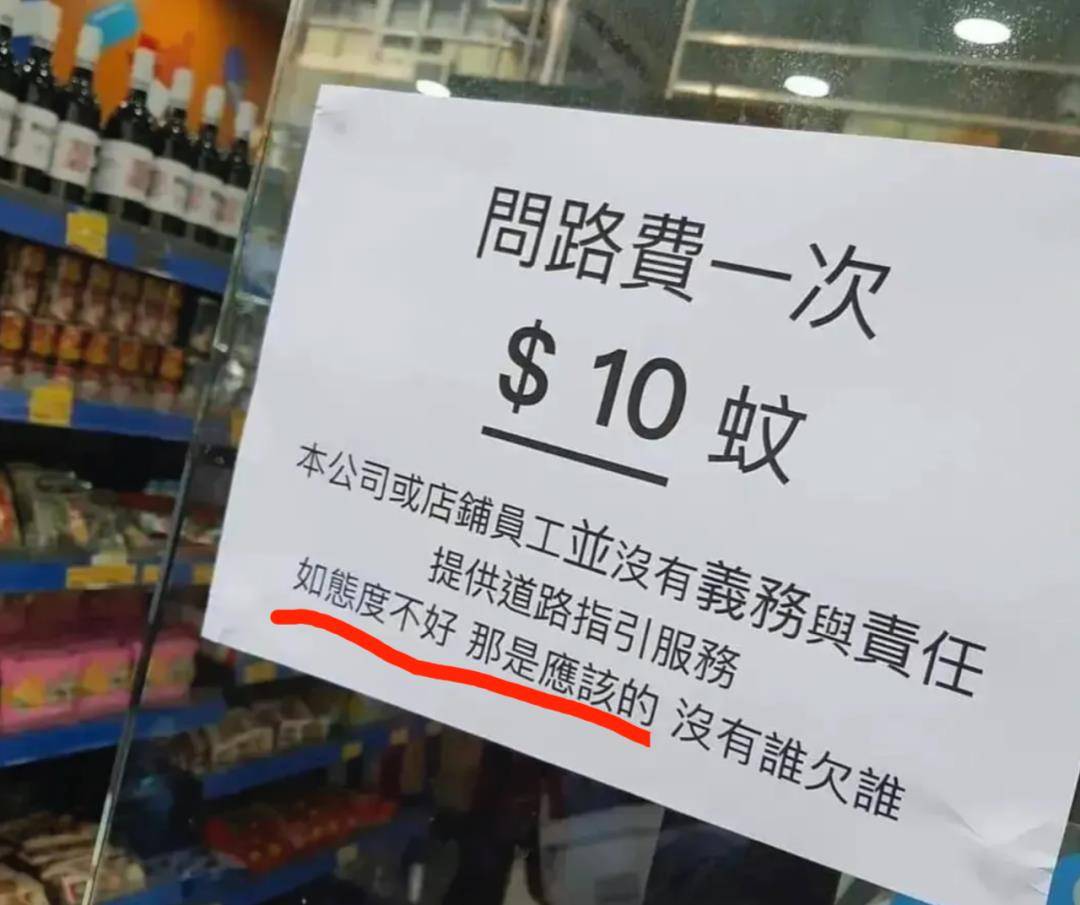 問路費一次
$ 10 蚊
本公司或店鋪員工並沒有義務與責任
提供道路指引服務
如態度不好 那是應該的 沒有誰欠誰